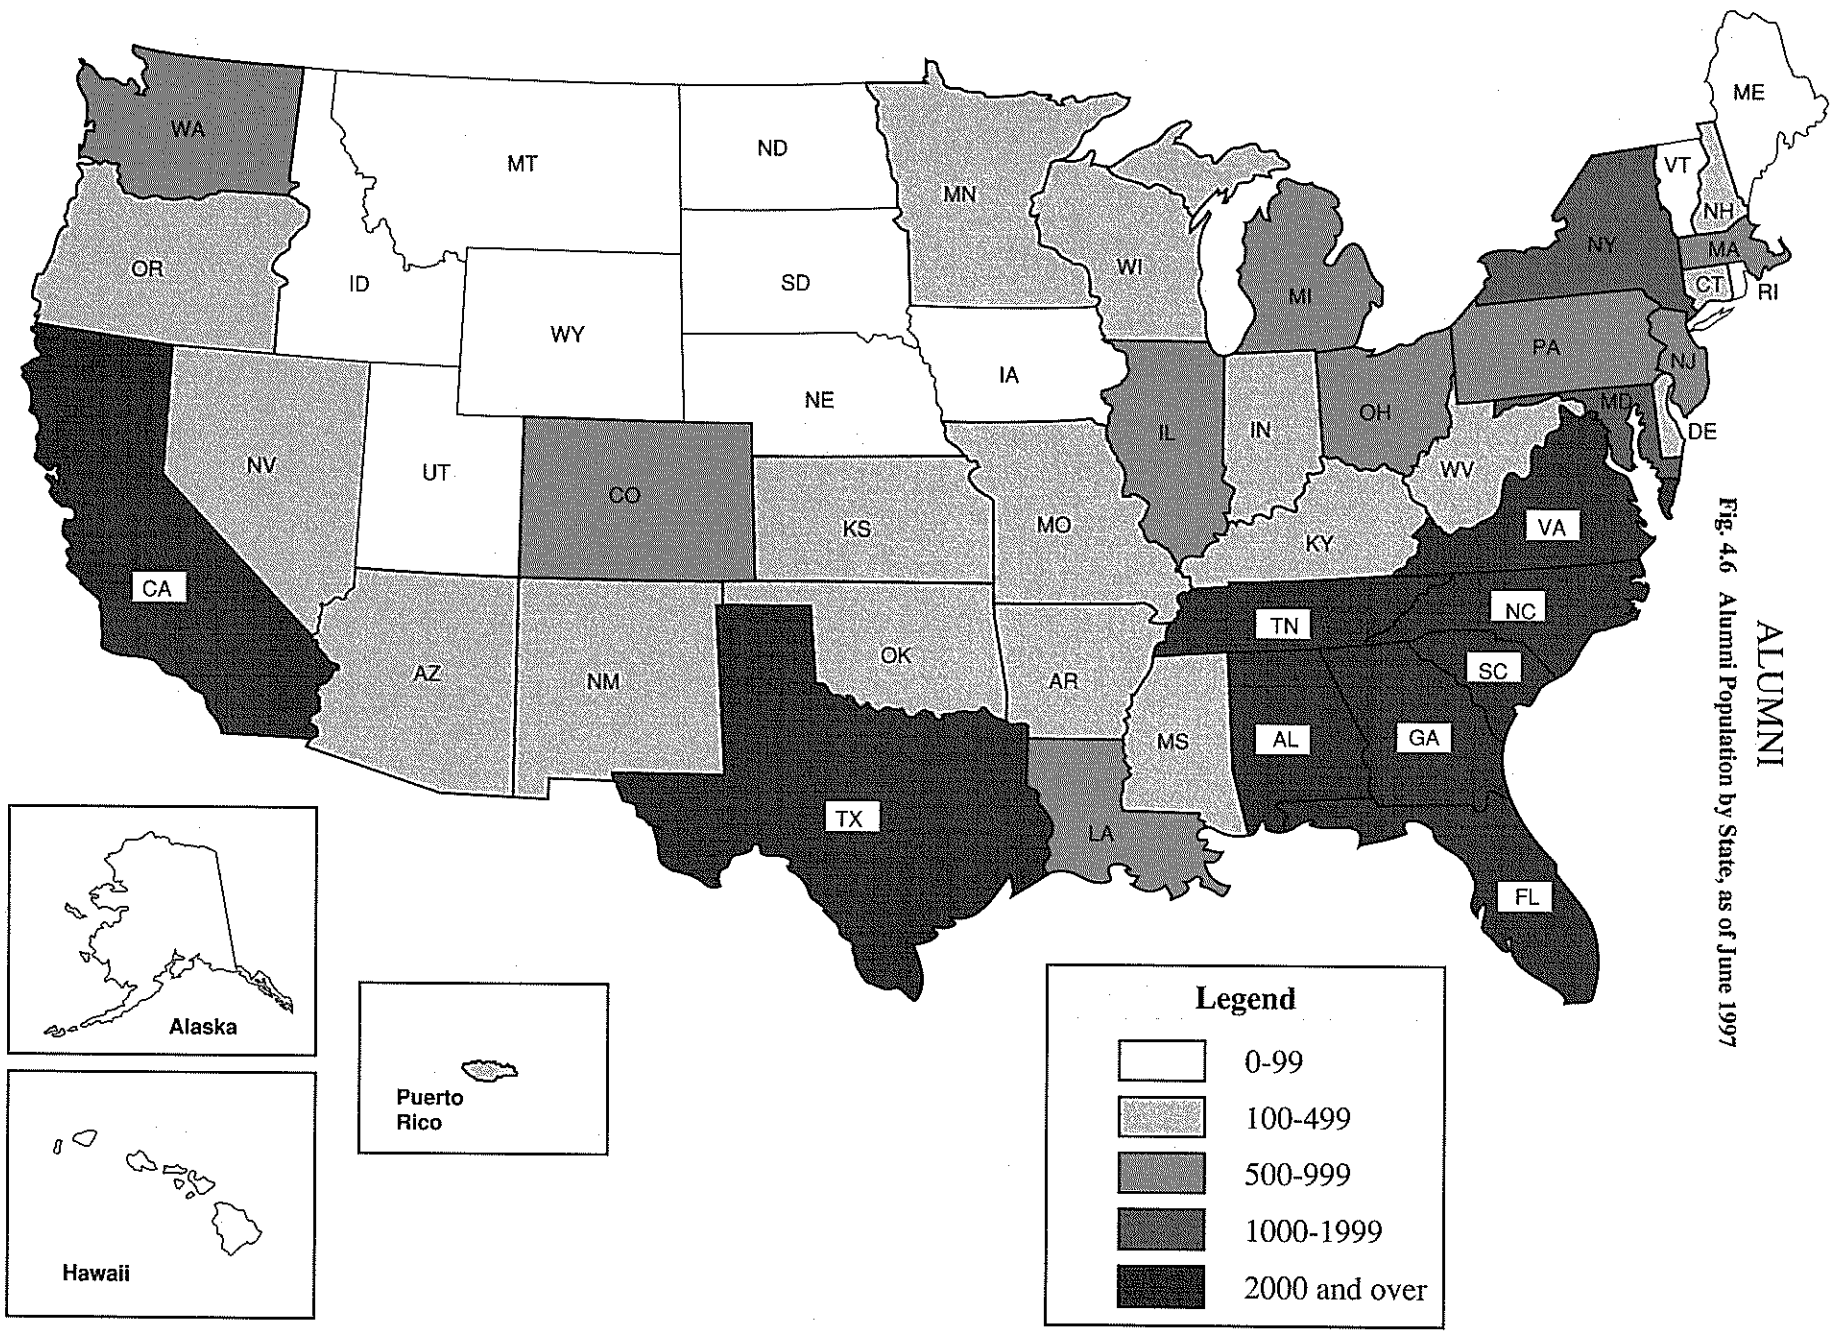 ALUMNI
Fig. 4.6 Alumni Population by State, as of June 1997
WA
MT
ND
MN
ME
VT
NH
NY
MA
CT
RI
OR
ID
SD
WI
MI
WY
IA
NE
PA
NJ
MD
DE
OH
IN
IL
WV
NV
UT
CO
KS
MO
KY
VA
CA
TN
NC
SC
AZ
NM
OK
AR
MS
AL
GA
TX
LA
FL
Alaska
Hawaii
Puerto
Rico
Legend
0-99
100-499
500-999
1000-1999
2000 and over